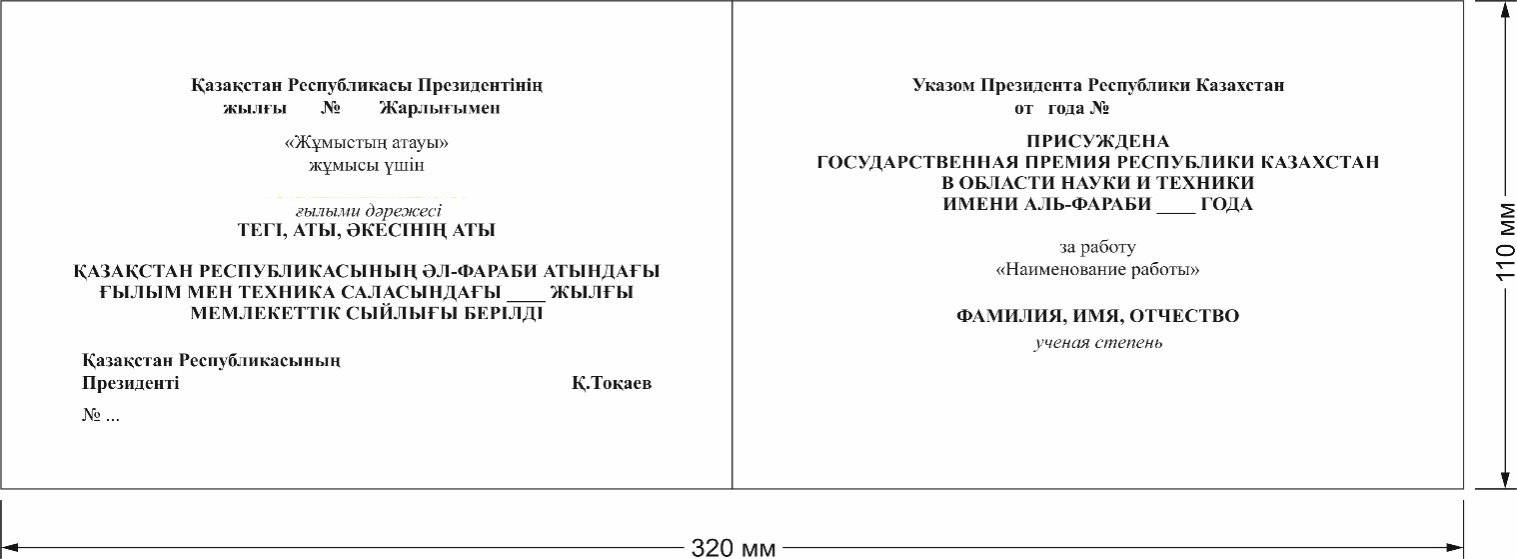 Қазақстан Республикасы Президентінің
жылғы № Жарлығымен
«Жұмыстың атауы»
жұмысы үшін
ғылыми дәрежесі
ТЕГІ, АТЫ, ӘКЕСІНІҢ АТЫ
ҚАЗАҚСТАН РЕСПУБЛИКАСЫНЫҢ ӘЛ-ФАРАБИ АТЫНДАҒЫ
ҒЫЛЫМ МЕН ТЕХНИКА САЛАСЫНДАҒЫ ____ ЖЫЛҒЫ
МЕМЛЕКЕТТІК СЫЙЛЫҒЫ БЕРІЛДІ
Қазақстан Республикасының
Президенті Қ.Тоқаев
№ ...
Указом Президента Республики Казахстан
от года №
ПРИСУЖДЕНА
ГОСУДАРСТВЕННАЯ ПРЕМИЯ РЕСПУБЛИКИ КАЗАХСТАН
В ОБЛАСТИ НАУКИ И ТЕХНИКИ
ИМЕНИ АЛЬ-ФАРАБИ ____ ГОДА
за работу
«Наименование работы»
ФАМИЛИЯ, ИМЯ, ОТЧЕСТВО
ученая степень
110 мм
320 мм